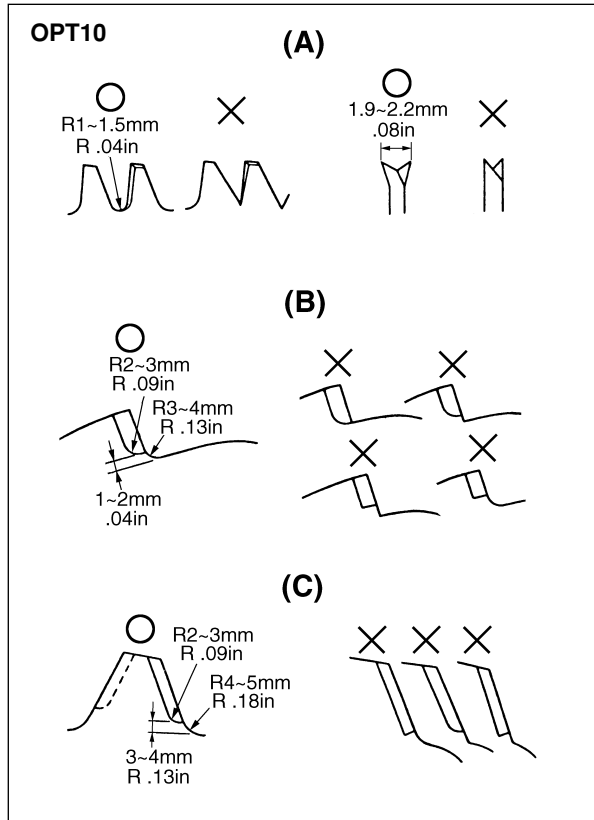 OPT10
(A)
R1~1.5mm
R .04in
1.9~2.2mm
.08in
(B)
R2~3mm
R .09in
R3~4mm
R .13in
1~2mm
.04in
(C)
R2~3mm
R .09in
R4~5mm
R .18in
3~4mm
R .13in